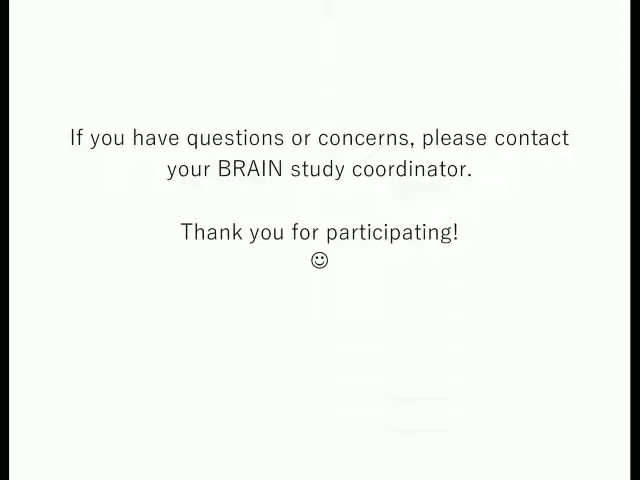 If you have questions or concerns, please contact
your BRAIN study coordinator.
Thank you for participating!
☺